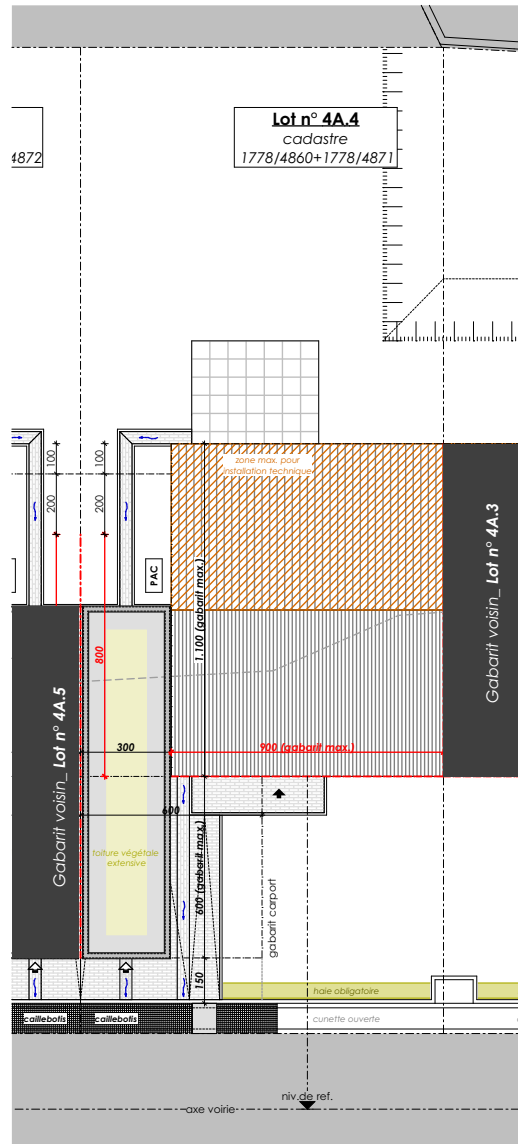 Lot n° 4A.4
cadastre
1778/4860+1778/4871
4872
zone max. pour
installation technique
100
100
200
200
PAC
1.100 (gabarit max.)
Gabarit voisin_ Lot n° 4A.3
800
Gabarit voisin_ Lot n° 4A.5
300
900 (gabarit max.)
600
toiture végétale
extensive
600 (gabarit max.)
gabarit carport
150
haie obligatoire
caillebotis
caillebotis
cunette ouverte
niv.de ref.
axe voirie